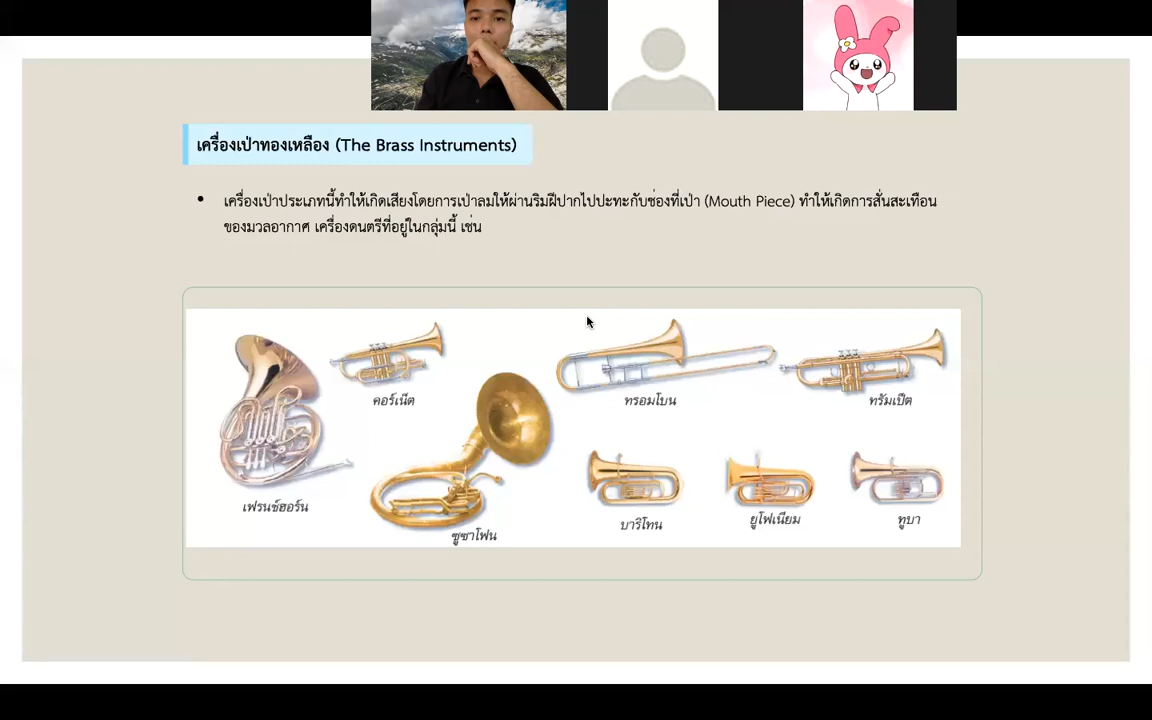 เครื่องเป่าทองเหลือง (The Brass Instruments)
• เครื่องเป่าประเภทนี้ทำให้เกิดเสียงโดยการเป่าลมให้ผ่านริมฝีปากไปปะทะกับช่องที่เป่า (Mouth Piece) ทำให้เกิดการสั่นสะเทือน
ของมวลอากาศ เครื่องดนตรีที่อยู่ในกลุ่มนี้ เช่น
คอร์เน็ต
ทรอมโบน
ทรัมเป็ต
เฟรนช์ฮอร์น
ซูซาโฟน
บาริโทน
ยูโฟเนียม
ทูบา